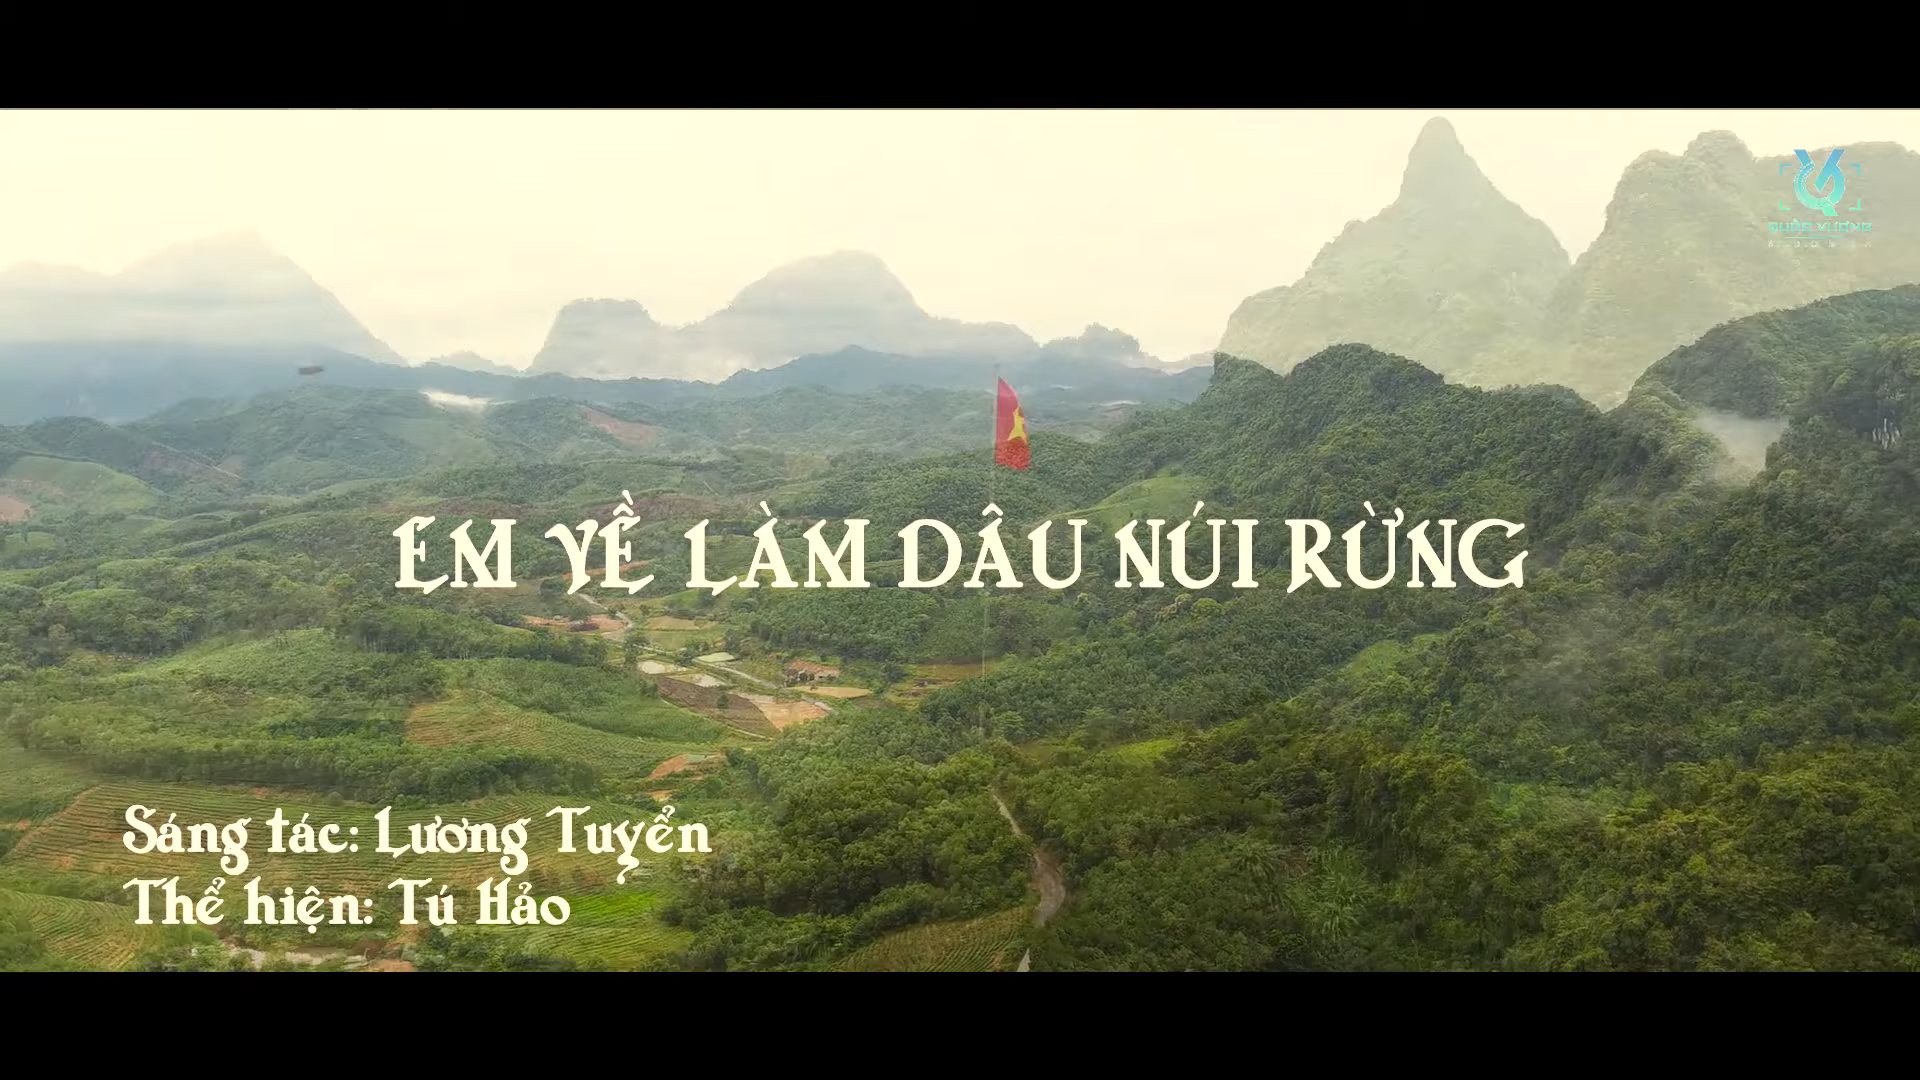 EM VỀ LÀM DÂU NÚI RỪNG
Sáng tác: Lương Tuyển
Thể hiện: Tú Hảo